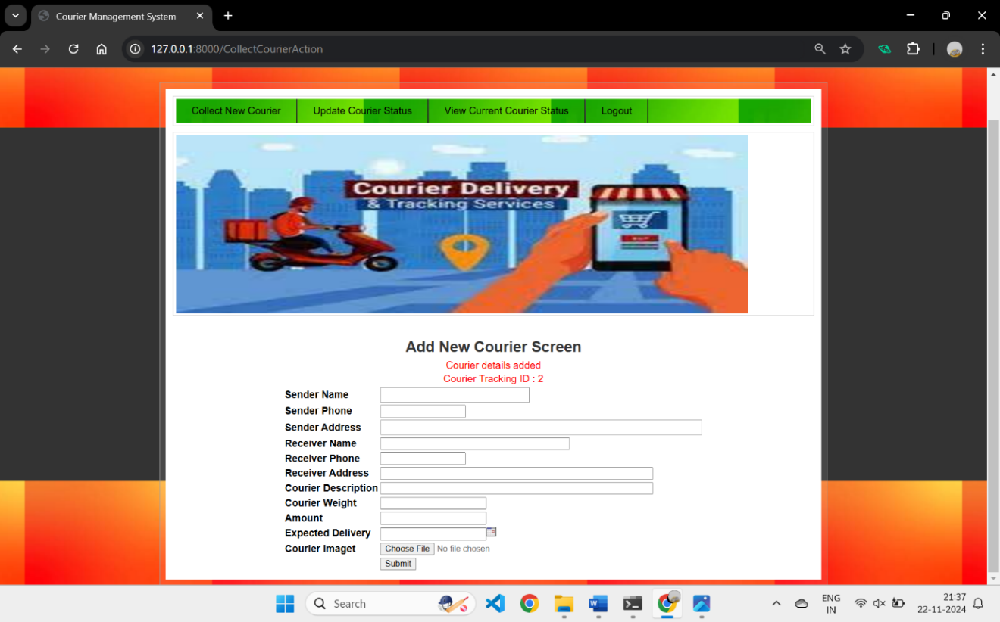 Courier Management System
127.0.0.1:8000/CollectCourierAction
Collect New Courier Update Courier Status View Current Courier Status Logout
Courier Delivery
& Tracking Services
BUY
Add New Courier Screen
Courier details added
Courier Tracking ID : 2
Sender Name
Sender Phone
Sender Address
Receiver Name
Receiver Phone
Receiver Address
Courier Description
Courier Weight
Amount
Expected Delivery
Courier Imaget Choose File No file chosen
Submit
Search
ENG
IN
21:37
22-11-2024